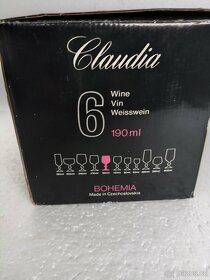 Claudia
6
Wine
Vin
Weisswein
190 ml
BOHEMIA
Made in Czechoslovakia